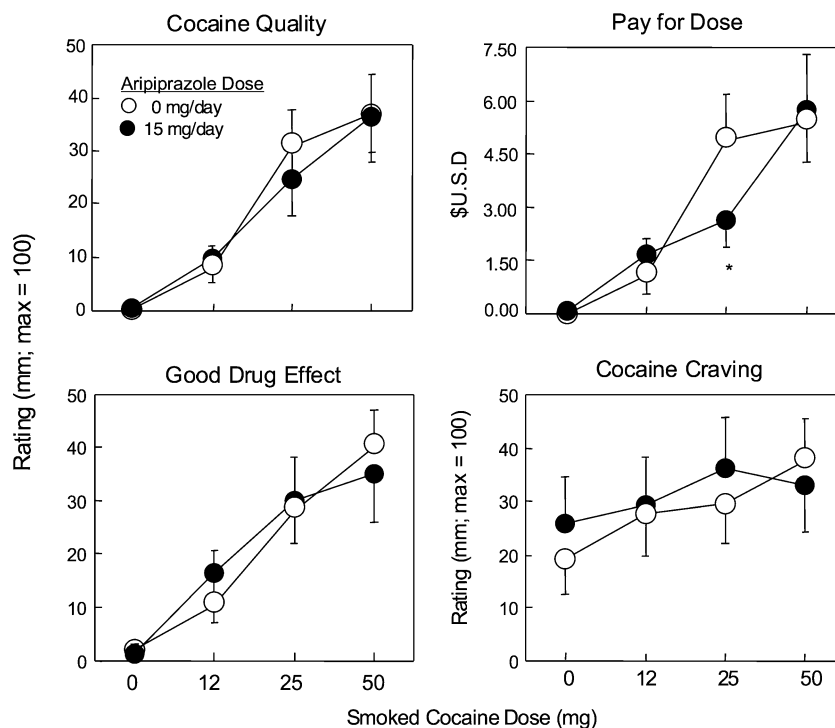 Cocaine Quality
50
40
30
20
10
0
Aripiprazole Dose
0 mg/day
15 mg/day
Pay for Dose
7.50
6.00
4.50
3.00
1.50
0.00
$U.S.D
*
Rating (mm; max = 100)
Good Drug Effect
50
40
30
20
10
0
0 12 25 50
Cocaine Craving
50
40
30
20
10
0
Rating (mm; max = 100)
0 12 25 50
Smoked Cocaine Dose (mg)